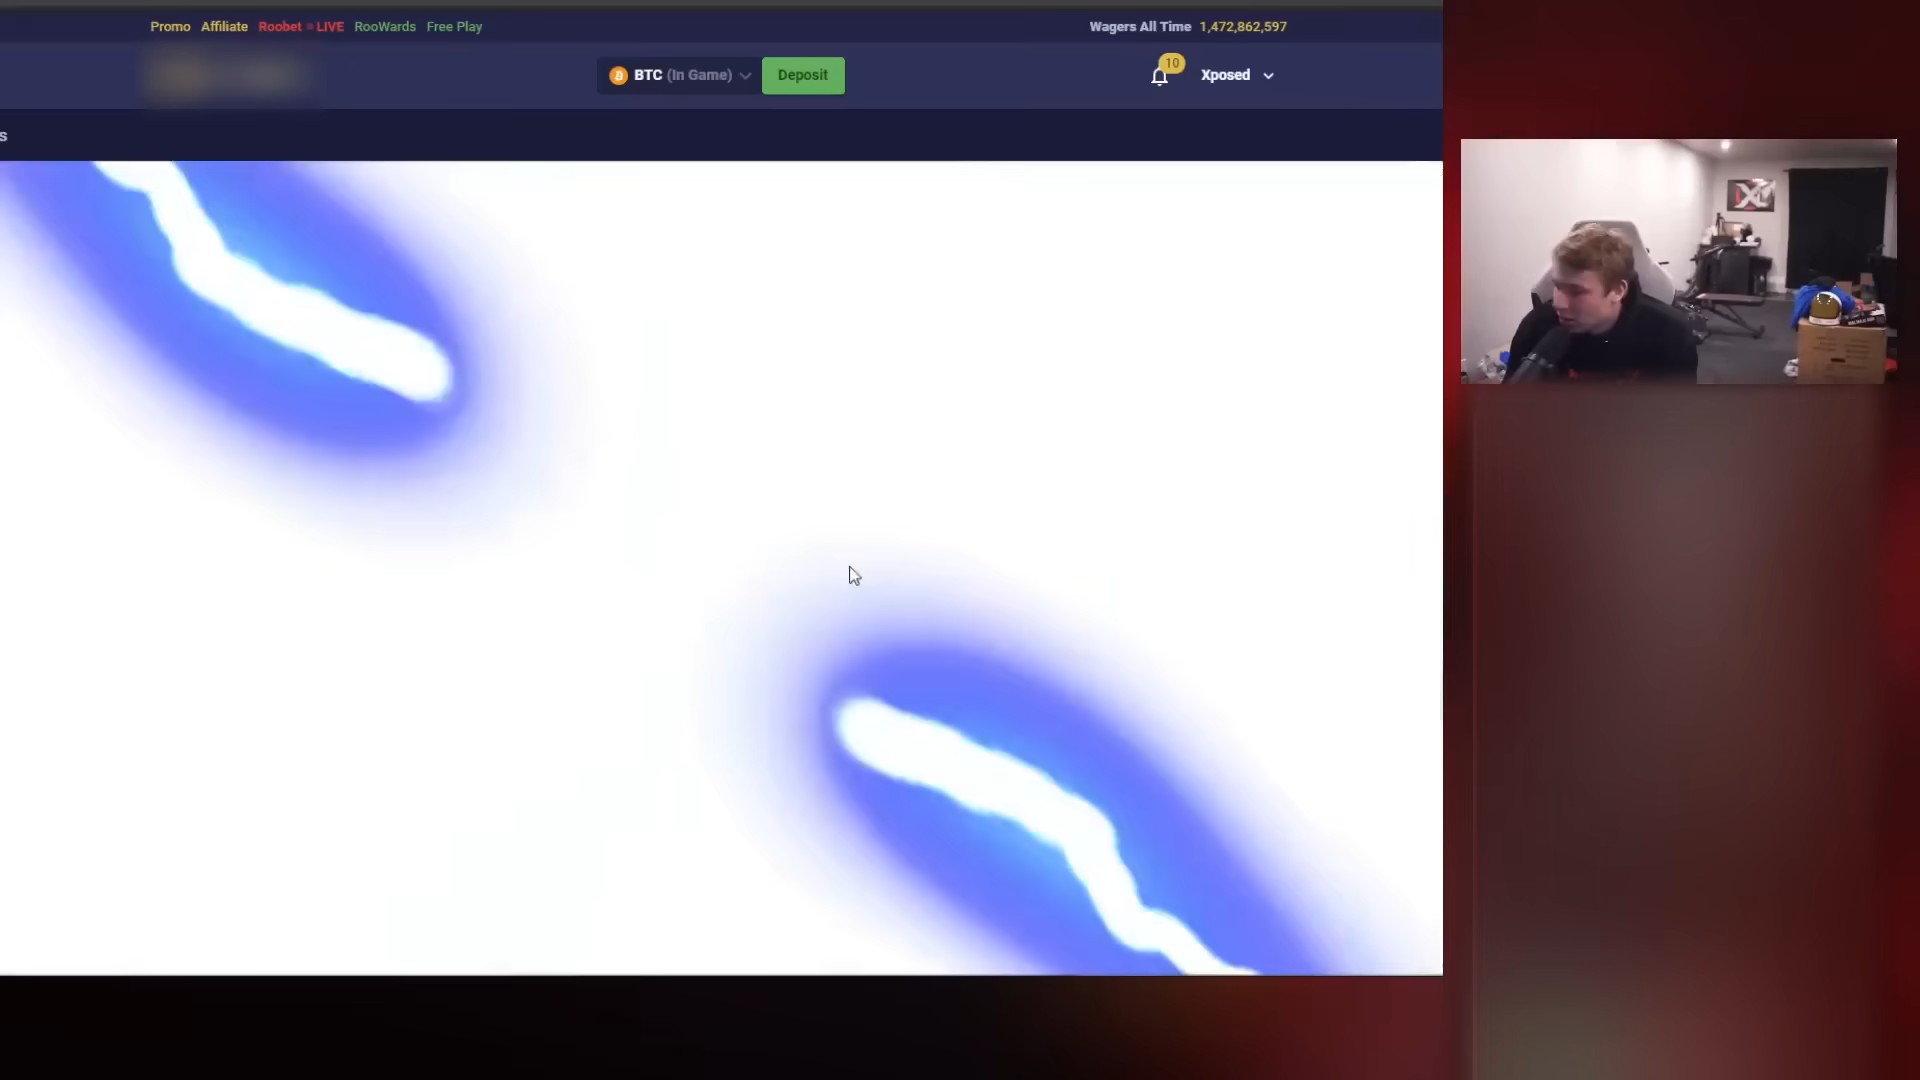 Promo Affiliate Roobet LIVE RooWards Free Play Wagers All Time 1,472,862,597
BTC (In Game) Deposit 10 Xposed
s
X